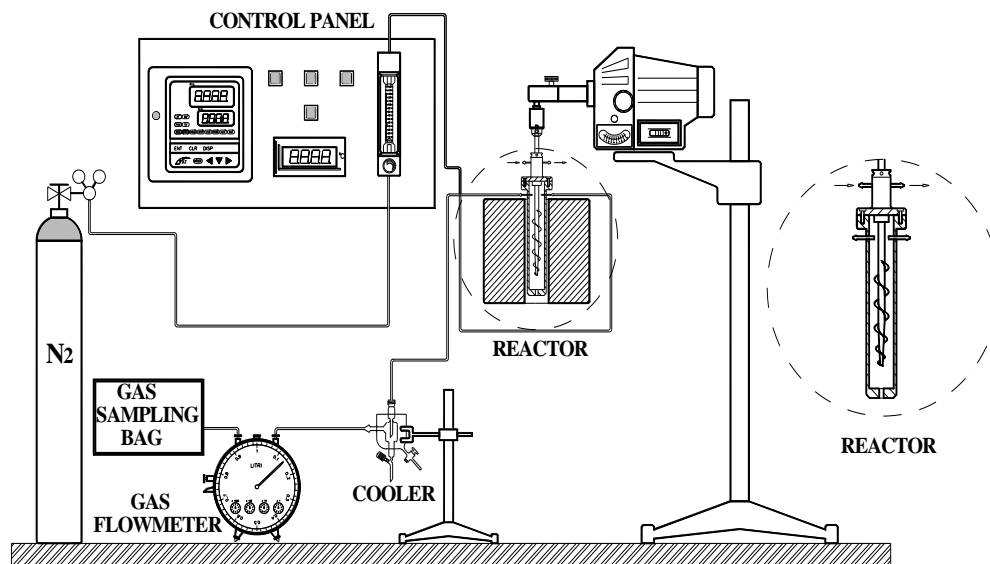 CONTROL PANEL
ENT CLR DISP
°C
N2
GAS
SAMPLING
BAG
GAS
FLOWMETER
LITRI
COOLER
REACTOR
REACTOR